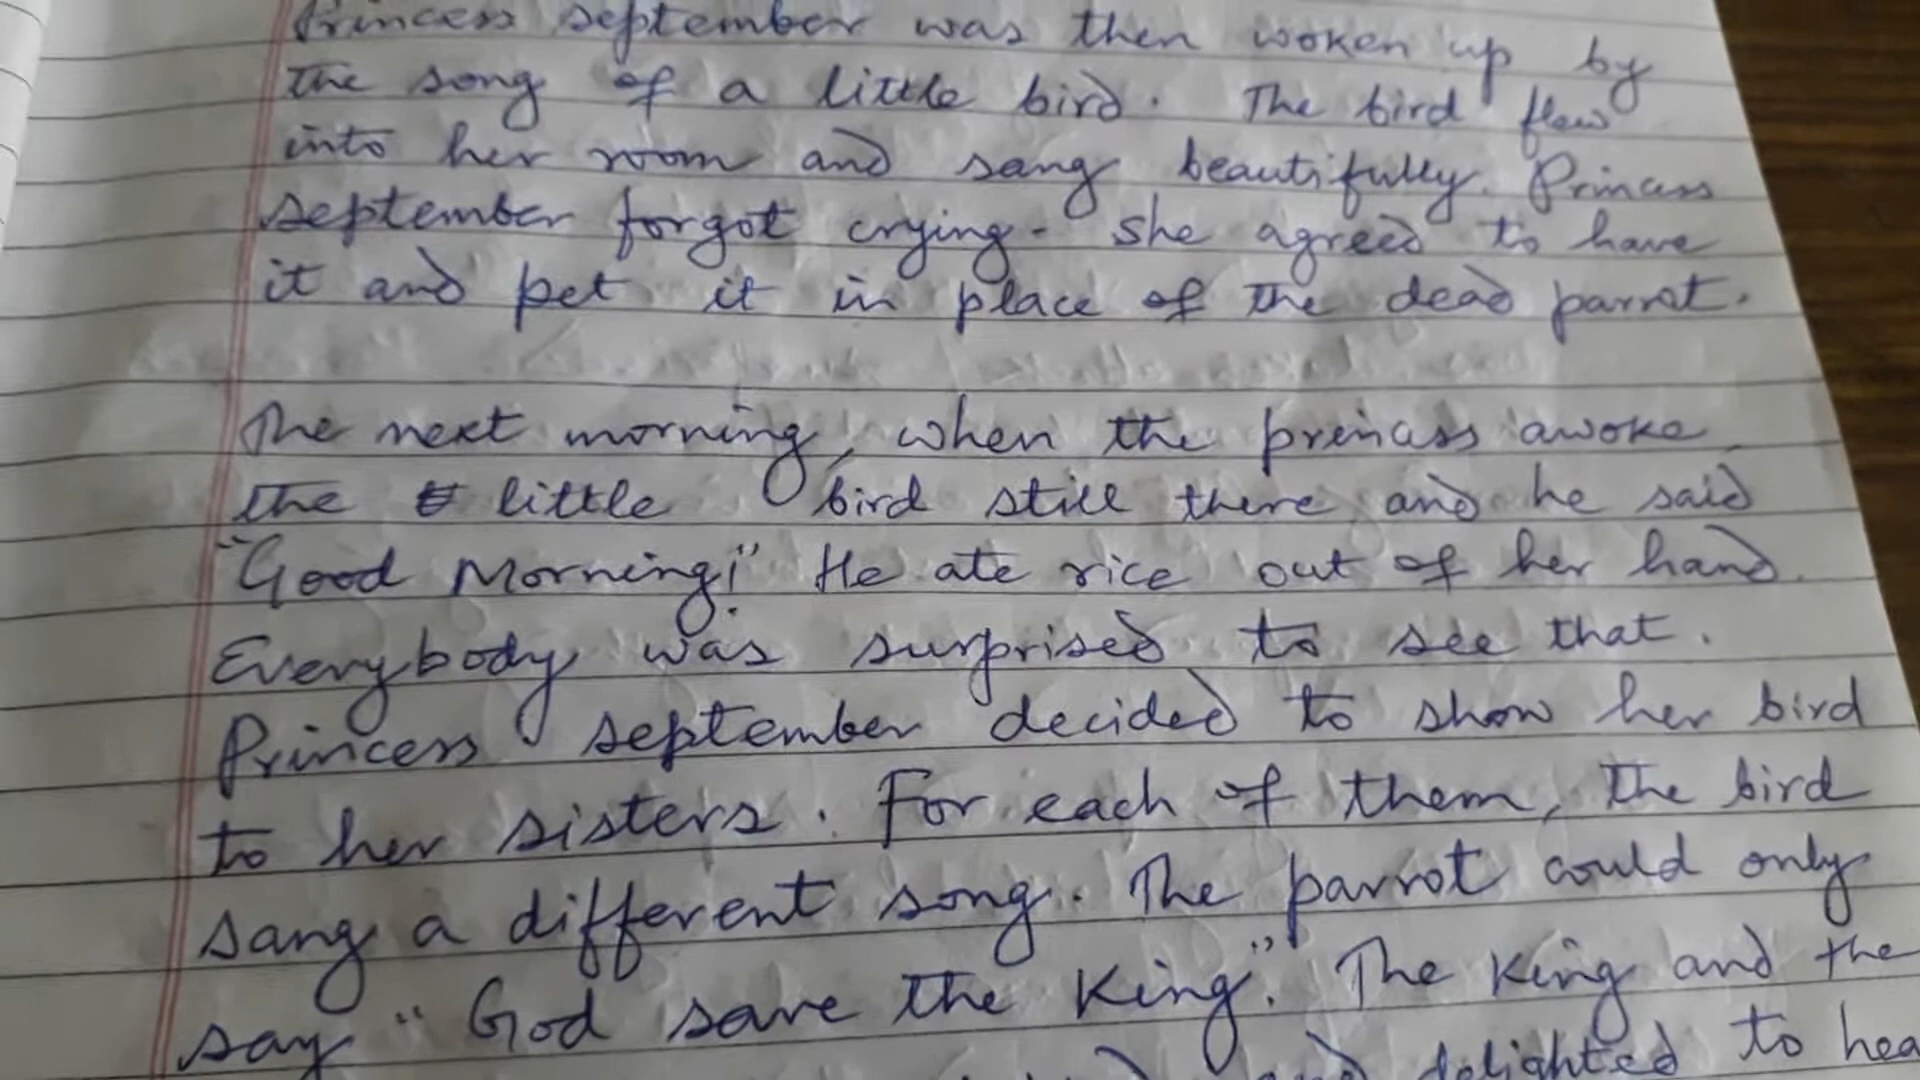 Princess september was then woken up by
the song of a little bird. The bird flew
into her room and sang beautifully. Princess
september forgot crying. She agreed to have
it and pet it in place of the dead parrot.
The next morning, when the princess awoke
the little bird still there and he said
"Good Morning!" He ate rice out of her hand.
Everybody was surprised to see that.
Princess september decided to show her bird
to her sisters. For each of them, the bird
sang a different song. The parrot could only
say "God save the King". The King and the
delighted to hea